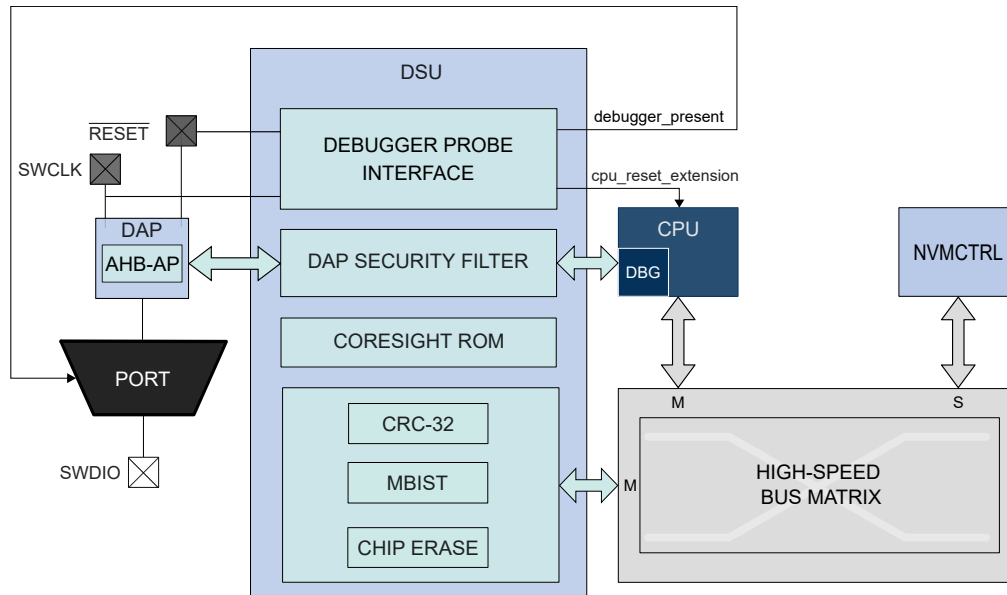 DSU
debugger_present
RESET
SWCLK
DEBUGGER PROBE
INTERFACE
cpu_reset_extension
DAP
AHB-AP
DAP SECURITY FILTER
CPU
DBG
NVMCTRL
CORESIGHT ROM
PORT
M
S
CRC-32
SWDIO
MBIST
M
HIGH-SPEED
BUS MATRIX
CHIP ERASE